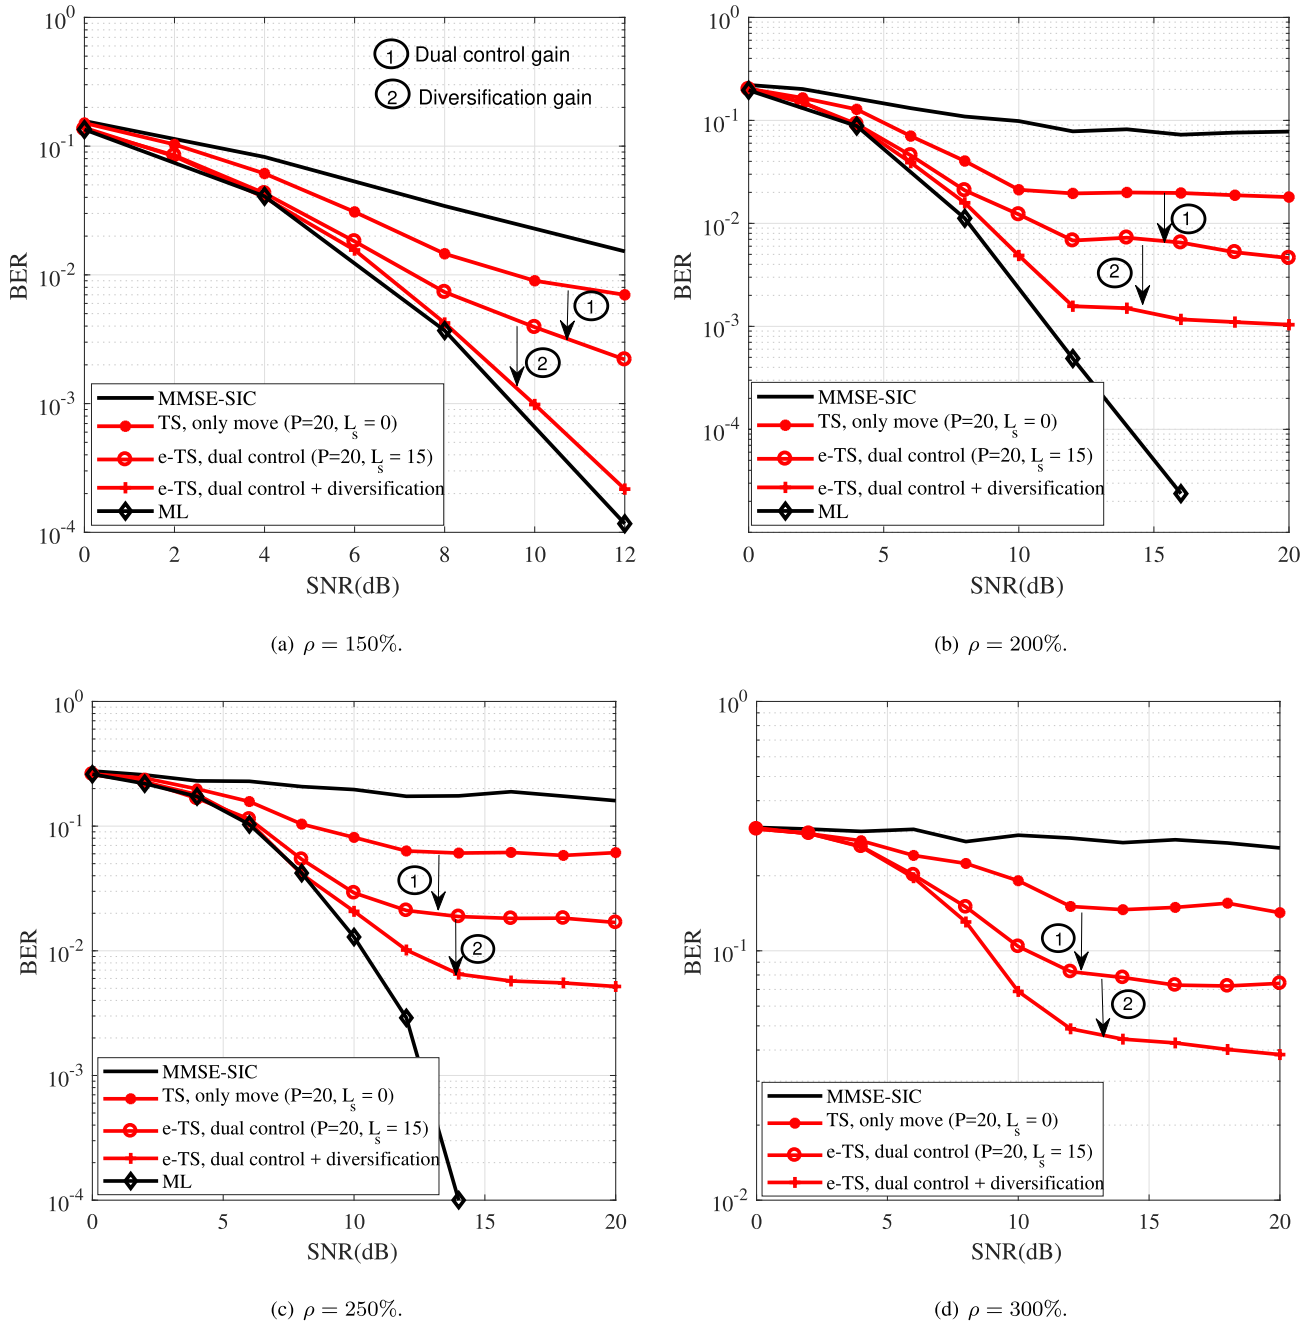 10^0
10^-1
10^-2
10^-3
10^-4
BER
0 2 4 6 8 10 12
SNR(dB)
1 Dual control gain
2 Diversification gain
1
2
MMSE-SIC
TS, only move (P=20, L_s = 0)
e-TS, dual control (P=20, L_s = 15)
e-TS, dual control + diversification
ML
(a) ρ = 150%.
10^0
10^-1
10^-2
10^-3
10^-4
BER
0 5 10 15 20
SNR(dB)
1
2
MMSE-SIC
TS, only move (P=20, L_s = 0)
e-TS, dual control (P=20, L_s = 15)
e-TS, dual control + diversification
ML
(b) ρ = 200%.
10^0
10^-1
10^-2
10^-3
10^-4
BER
0 5 10 15 20
SNR(dB)
1
2
MMSE-SIC
TS, only move (P=20, L_s = 0)
e-TS, dual control (P=20, L_s = 15)
e-TS, dual control + diversification
ML
(c) ρ = 250%.
10^0
10^-1
10^-2
BER
0 5 10 15 20
SNR(dB)
1
2
MMSE-SIC
TS, only move (P=20, L_s = 0)
e-TS, dual control (P=20, L_s = 15)
e-TS, dual control + diversification
(d) ρ = 300%.